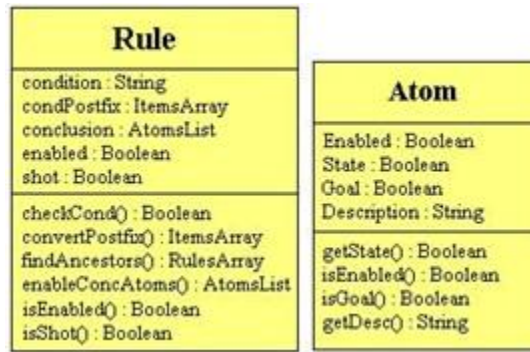 Rule
condition : String
condPostfix : ItemsArray
conclusion : AtomsList
enabled : Boolean
shot : Boolean
checkCond() : Boolean
convertPostfix() : ItemsArray
findAncestors() : RulesArray
enableConcAtoms() : AtomsList
isEnabled() : Boolean
isShot() : Boolean
Atom
Enabled : Boolean
State : Boolean
Goal : Boolean
Description : String
getState() : Boolean
isEnabled() : Boolean
isGoal() : Boolean
getDesc() : String